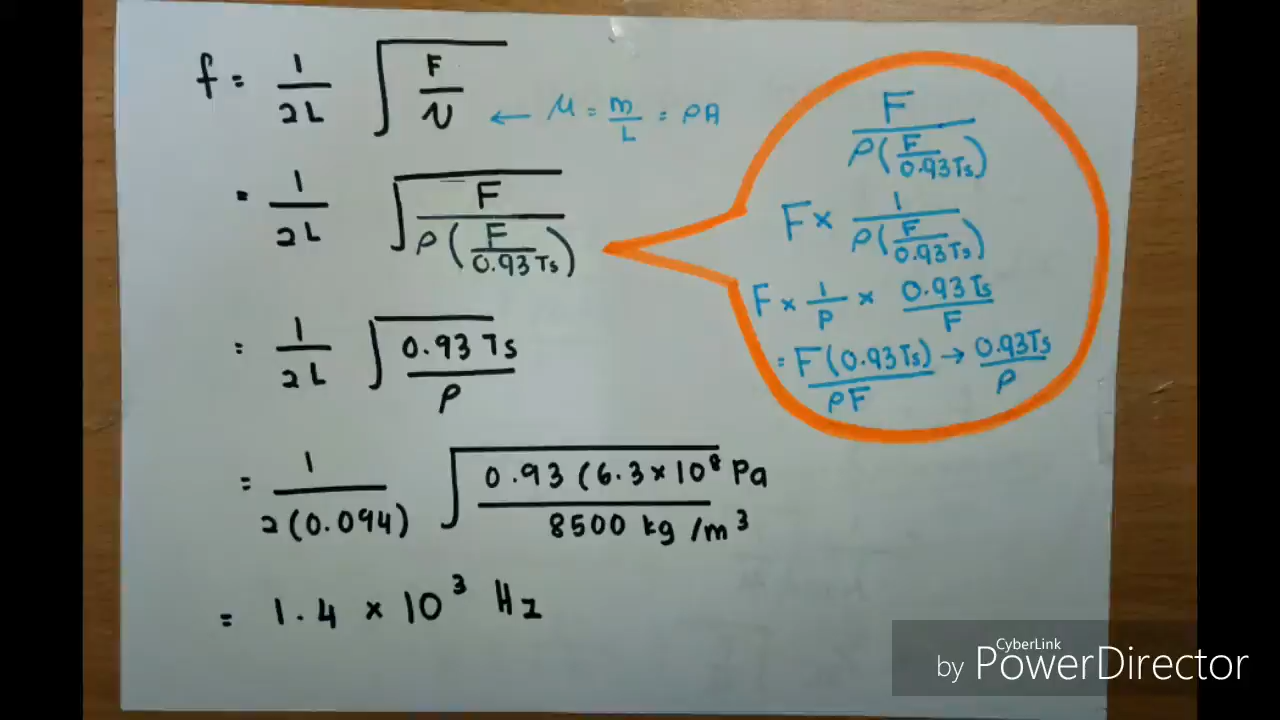 f = 1/2L √(F/μ) ← μ = m/L = ρA
= 1/2L √(F/ρ(F/0.93Ts))
= 1/2L √(0.93Ts/ρ)
= 1/2(0.094) √(0.93(6.3×10⁸ Pa/8500 kg/m³
= 1.4 × 10³ Hz
F/ρ(F/0.93Ts)
F × 1/ρ(F/0.93Ts)
F × 1/ρ × 0.93Ts/F
= F(0.93Ts)/ρF → 0.93Ts/ρ
CyberLink
by PowerDirector